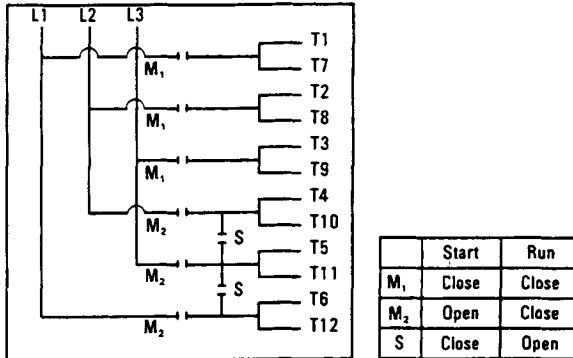 L1 L2 L3
T1
M₁
T7
T2
M₁
T8
T3
M₁
T9
T4
T10
M₂
S
T5
T11
M₂
S
T6
T12
M₂
Start Run
M₁ Close Close
M₂ Open Close
S Close Open